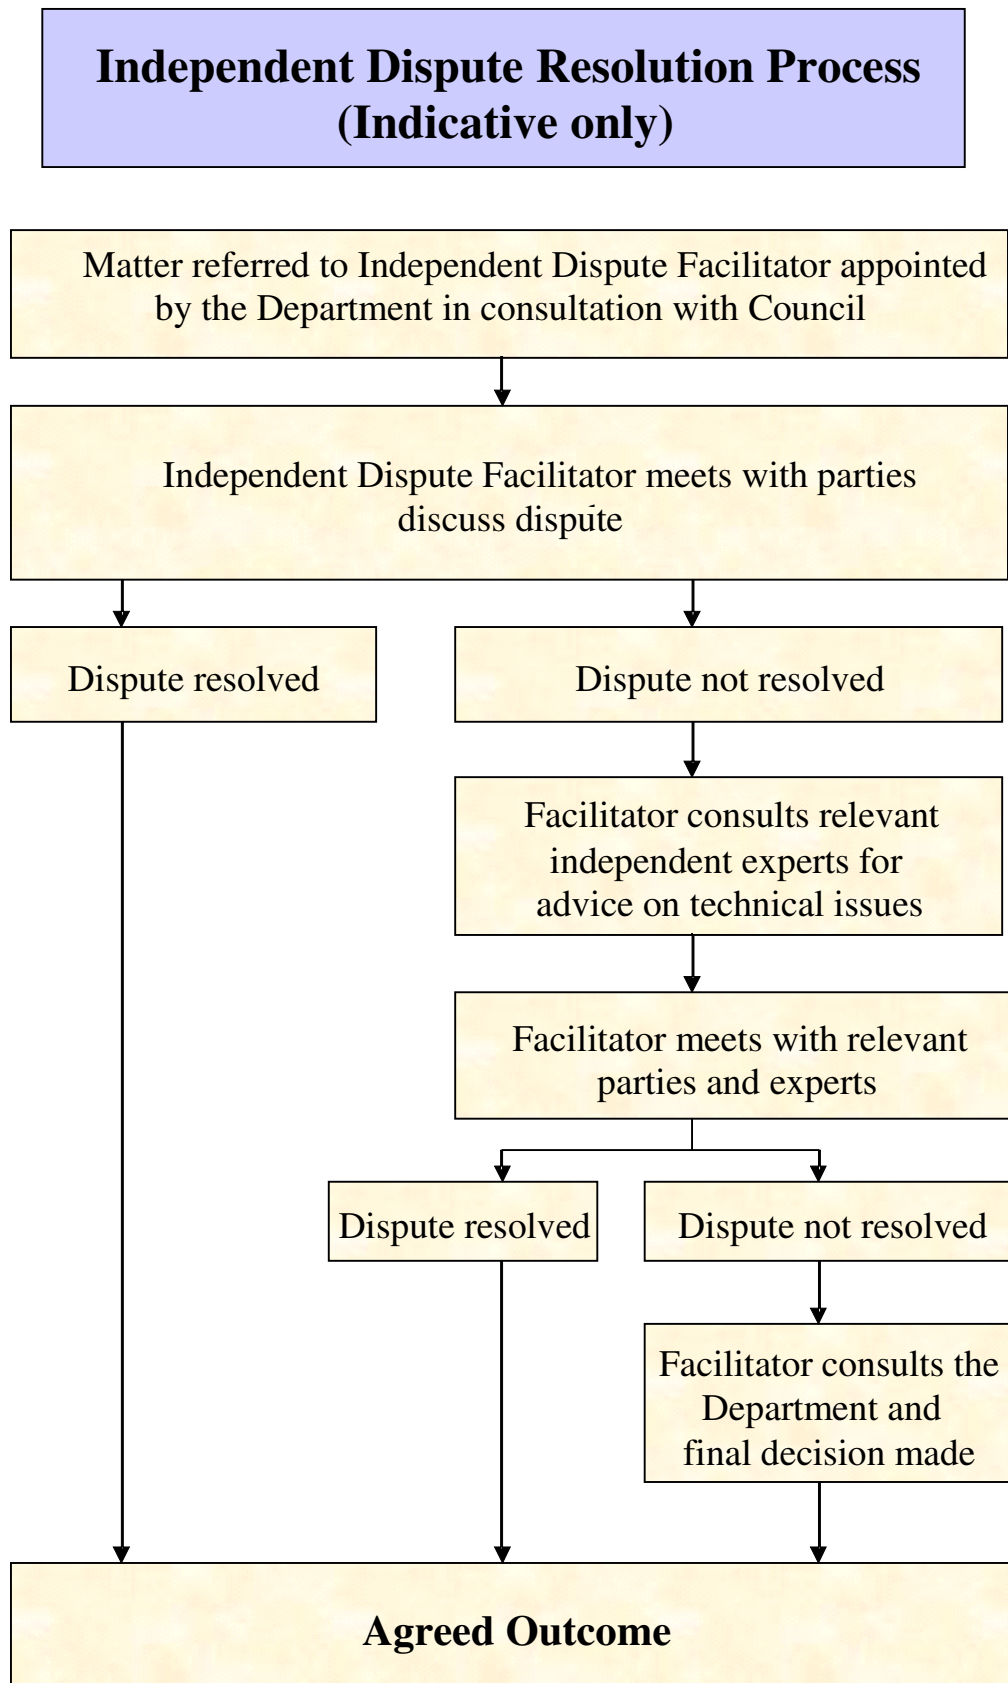 Independent Dispute Resolution Process
(Indicative only)
Matter referred to Independent Dispute Facilitator appointed
by the Department in consultation with Council
Independent Dispute Facilitator meets with parties
discuss dispute
Dispute resolved
Dispute not resolved
Facilitator consults relevant
independent experts for
advice on technical issues
Facilitator meets with relevant
parties and experts
Dispute resolved
Dispute not resolved
Facilitator consults the
Department and
final decision made
Agreed Outcome